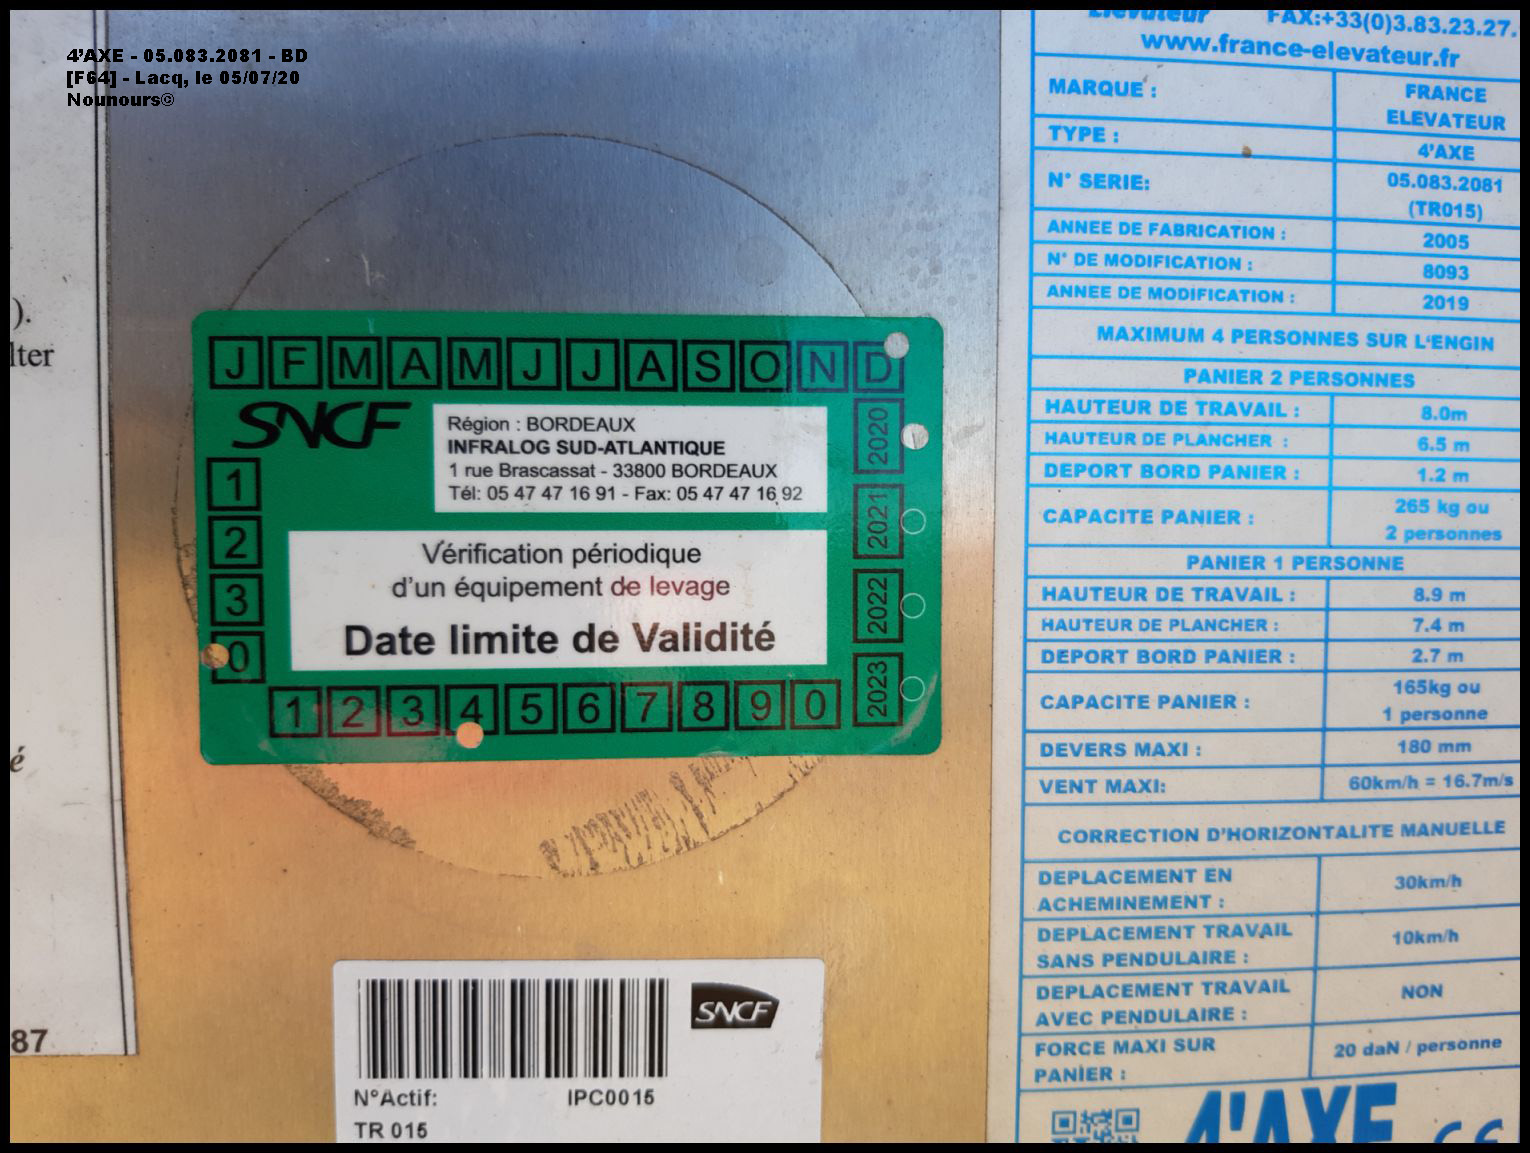 4'AXE - 05.083.2081 - BD
[F64] - Lacq, le 05/07/20
Nounours©
).
lter
é
87
J F M A M J J A S O N D
SNCF
Région : BORDEAUX
INFRALOG SUD-ATLANTIQUE
1 rue Brascassat - 33800 BORDEAUX
Tél: 05 47 47 16 91 - Fax: 05 47 47 16 92
1
2
3
0
Vérification périodique
d'un équipement de levage
Date limite de Validité
1 2 3 4 5 6 7 8 9 0
2020
2021
2022
2023
SNCF
N°Actif: IPC0015
TR 015
Elevateur FAX:+33(0)3.83.23.27.
www.france-elevateur.fr
MARQUE : FRANCE
ELEVATEUR
TYPE : 4'AXE
N° SERIE: 05.083.2081
(TR015)
ANNEE DE FABRICATION : 2005
N° DE MODIFICATION : 8093
ANNEE DE MODIFICATION : 2019
MAXIMUM 4 PERSONNES SUR L'ENGIN
PANIER 2 PERSONNES
HAUTEUR DE TRAVAIL : 8.0m
HAUTEUR DE PLANCHER : 6.5 m
DEPORT BORD PANIER : 1.2 m
CAPACITE PANIER : 265 kg ou
2 personnes
PANIER 1 PERSONNE
HAUTEUR DE TRAVAIL : 8.9 m
HAUTEUR DE PLANCHER : 7.4 m
DEPORT BORD PANIER : 2.7 m
CAPACITE PANIER : 165kg ou
1 personne
DEVERS MAXI : 180 mm
VENT MAXI: 60km/h = 16.7m/s
CORRECTION D'HORIZONTALITE MANUELLE
DEPLACEMENT EN
ACHEMINEMENT : 30km/h
DEPLACEMENT TRAVAIL
SANS PENDULAIRE : 10km/h
DEPLACEMENT TRAVAIL
AVEC PENDULAIRE : NON
FORCE MAXI SUR
PANIER : 20 daN / personne
4'AXE CE